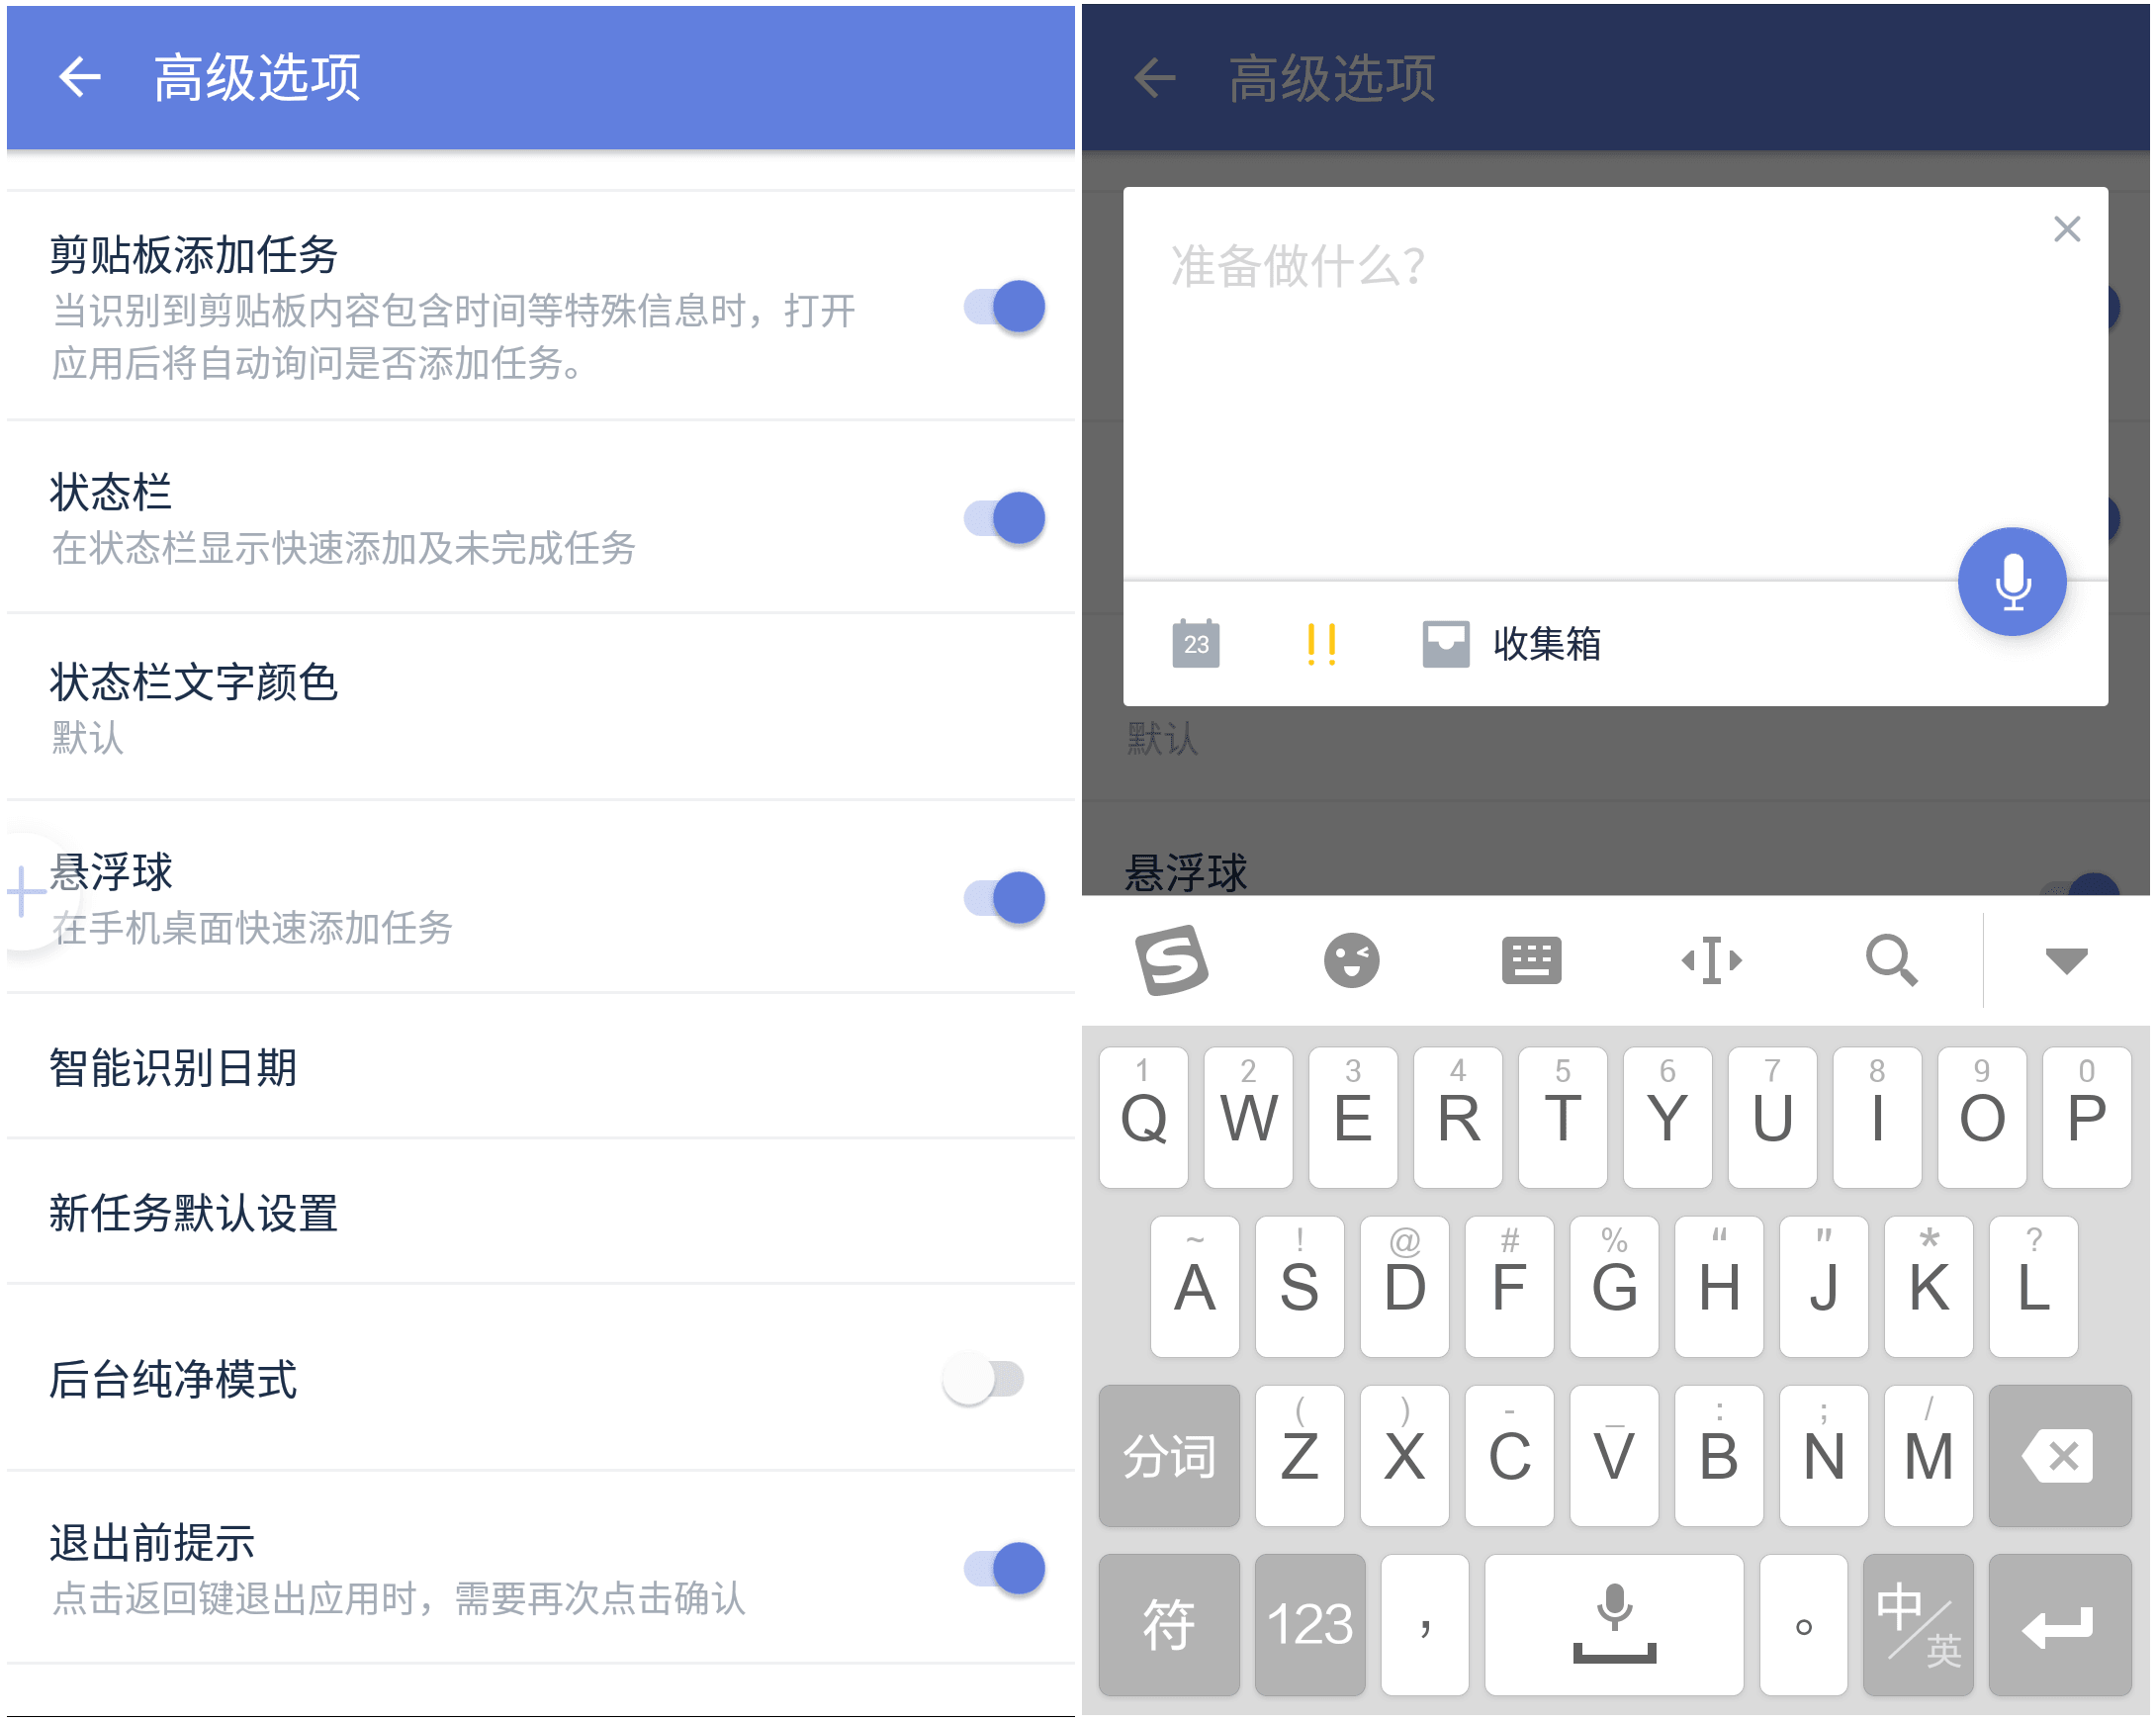 高级选项
剪贴板添加任务
当识别到剪贴板内容包含时间等特殊信息时，打开
应用后将自动询问是否添加任务。
状态栏
在状态栏显示快速添加及未完成任务
状态栏文字颜色
默认
悬浮球
在手机桌面快速添加任务
智能识别日期
新任务默认设置
后台纯净模式
退出前提示
点击返回键退出应用时，需要再次点击确认
高级选项
准备做什么？
23 !! 收集箱
默认
悬浮球
1 2 3 4 5 6 7 8 9 0
Q W E R T Y U I O P
~ ! @ # % “ ” * ?
A S D F G H J K L
( ) - _ : ; /
分词 Z X C V B N M
符 123 ， 。 中/英